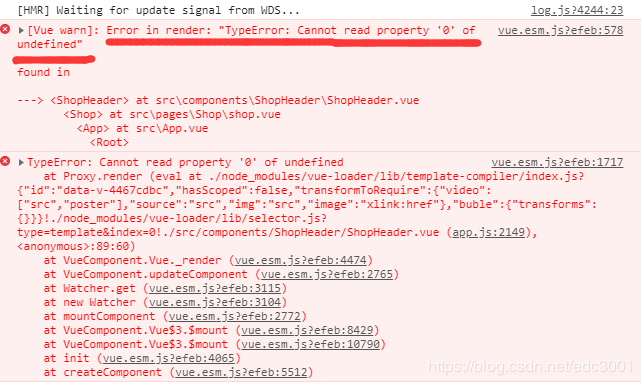 [HMR] Waiting for update signal from WDS... log.js?4244:23
[Vue warn]: Error in render: "TypeError: Cannot read property '0' of vue.esm.js?efeb:578
undefined"
found in
---> <ShopHeader> at src\components\ShopHeader\ShopHeader.vue
<Shop> at src\pages\Shop\shop.vue
<App> at src\App.vue
<Root>
TypeError: Cannot read property '0' of undefined vue.esm.js?efeb:1717
at Proxy.render (eval at ./node_modules/vue-loader/lib/template-compiler/index.js?
{"id":"data-v-4467cdbc","hasScoped":false,"transformToRequire":{"video":
["src","poster"],"source":"src","img":"src","image":"xlink:href"},"buble":{"transforms":
{}}}!./node_modules/vue-loader/lib/selector.js?
type=template&index=0!./src/components/ShopHeader/ShopHeader.vue (app.js:2149),
<anonymous>:89:60)
at VueComponent.Vue._render (vue.esm.js?efeb:4474)
at VueComponent.updateComponent (vue.esm.js?efeb:2765)
at Watcher.get (vue.esm.js?efeb:3115)
at new Watcher (vue.esm.js?efeb:3104)
at mountComponent (vue.esm.js?efeb:2772)
at VueComponent.Vue$3.$mount (vue.esm.js?efeb:8429)
at VueComponent.Vue$3.$mount (vue.esm.js?efeb:10790)
at init (vue.esm.js?efeb:4065)
at createComponent (vue.esm.js?efeb:5512)
https://blog.csdn.net/edc3001